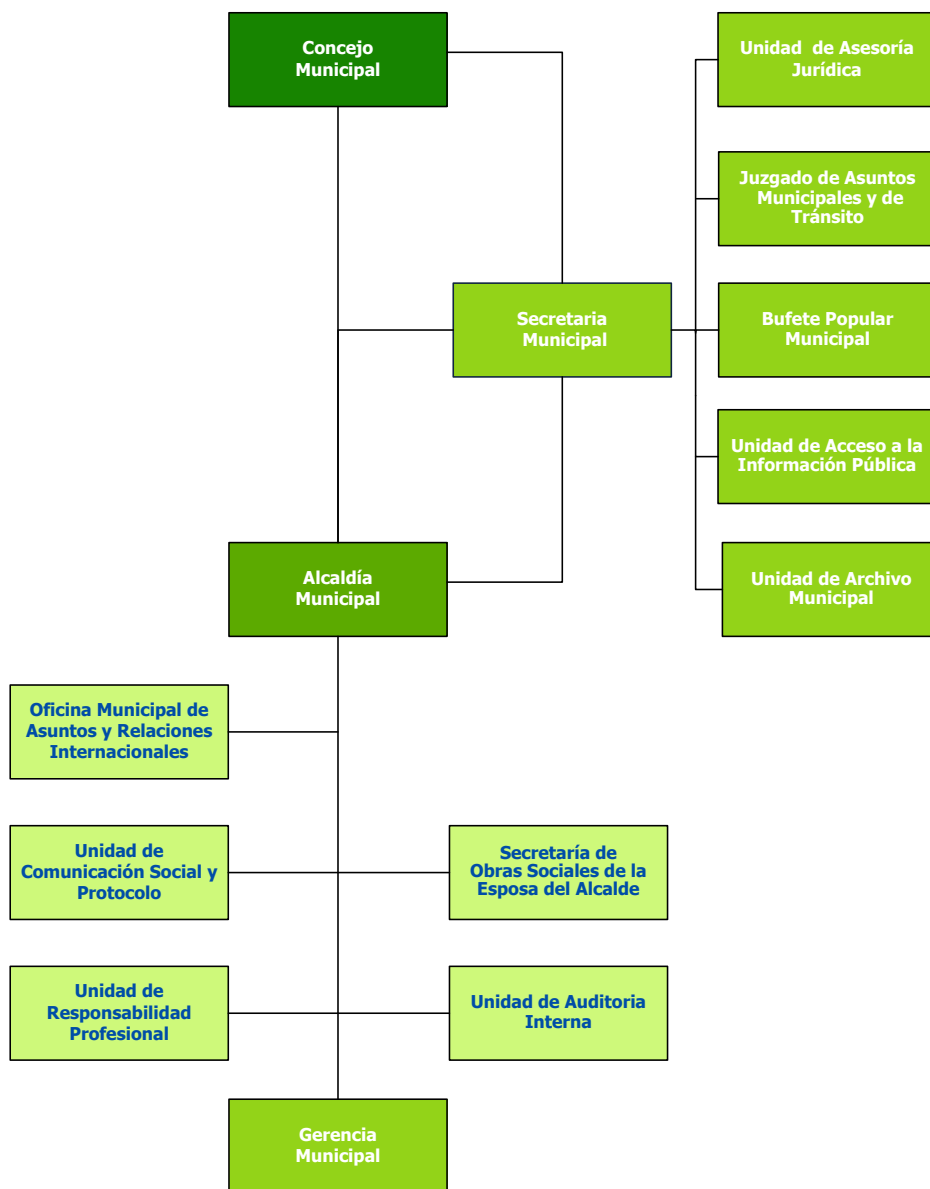 Concejo
Municipal
Unidad de Asesoría
Jurídica
Juzgado de Asuntos
Municipales y de
Tránsito
Secretaria
Municipal
Bufete Popular
Municipal
Unidad de Acceso a la
Información Pública
Alcaldía
Municipal
Unidad de Archivo
Municipal
Oficina Municipal de
Asuntos y Relaciones
Internacionales
Unidad de
Comunicación Social y
Protocolo
Secretaría de
Obras Sociales de la
Esposa del Alcalde
Unidad de
Responsabilidad
Profesional
Unidad de Auditoria
Interna
Gerencia
Municipal